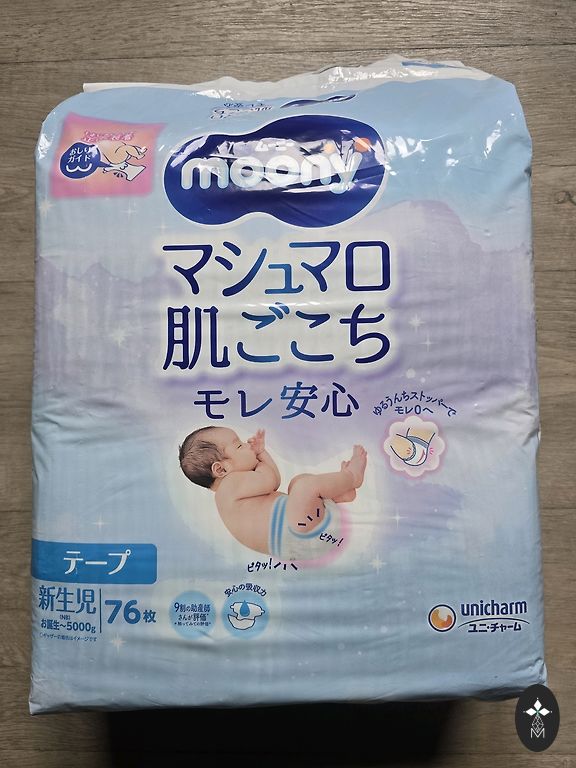 おしり
ガイド
moony
マシュマロ
肌ごこち
モレ安心
ゆるうんちストッパーで
モレ0へ
ピタッ!
ピタッ!
テープ
新生児
(NB)
お誕生~5000g
76枚
9割の助産師
さんが評価*
安心の吸収力
unicharm
ユニ・チャーム
M